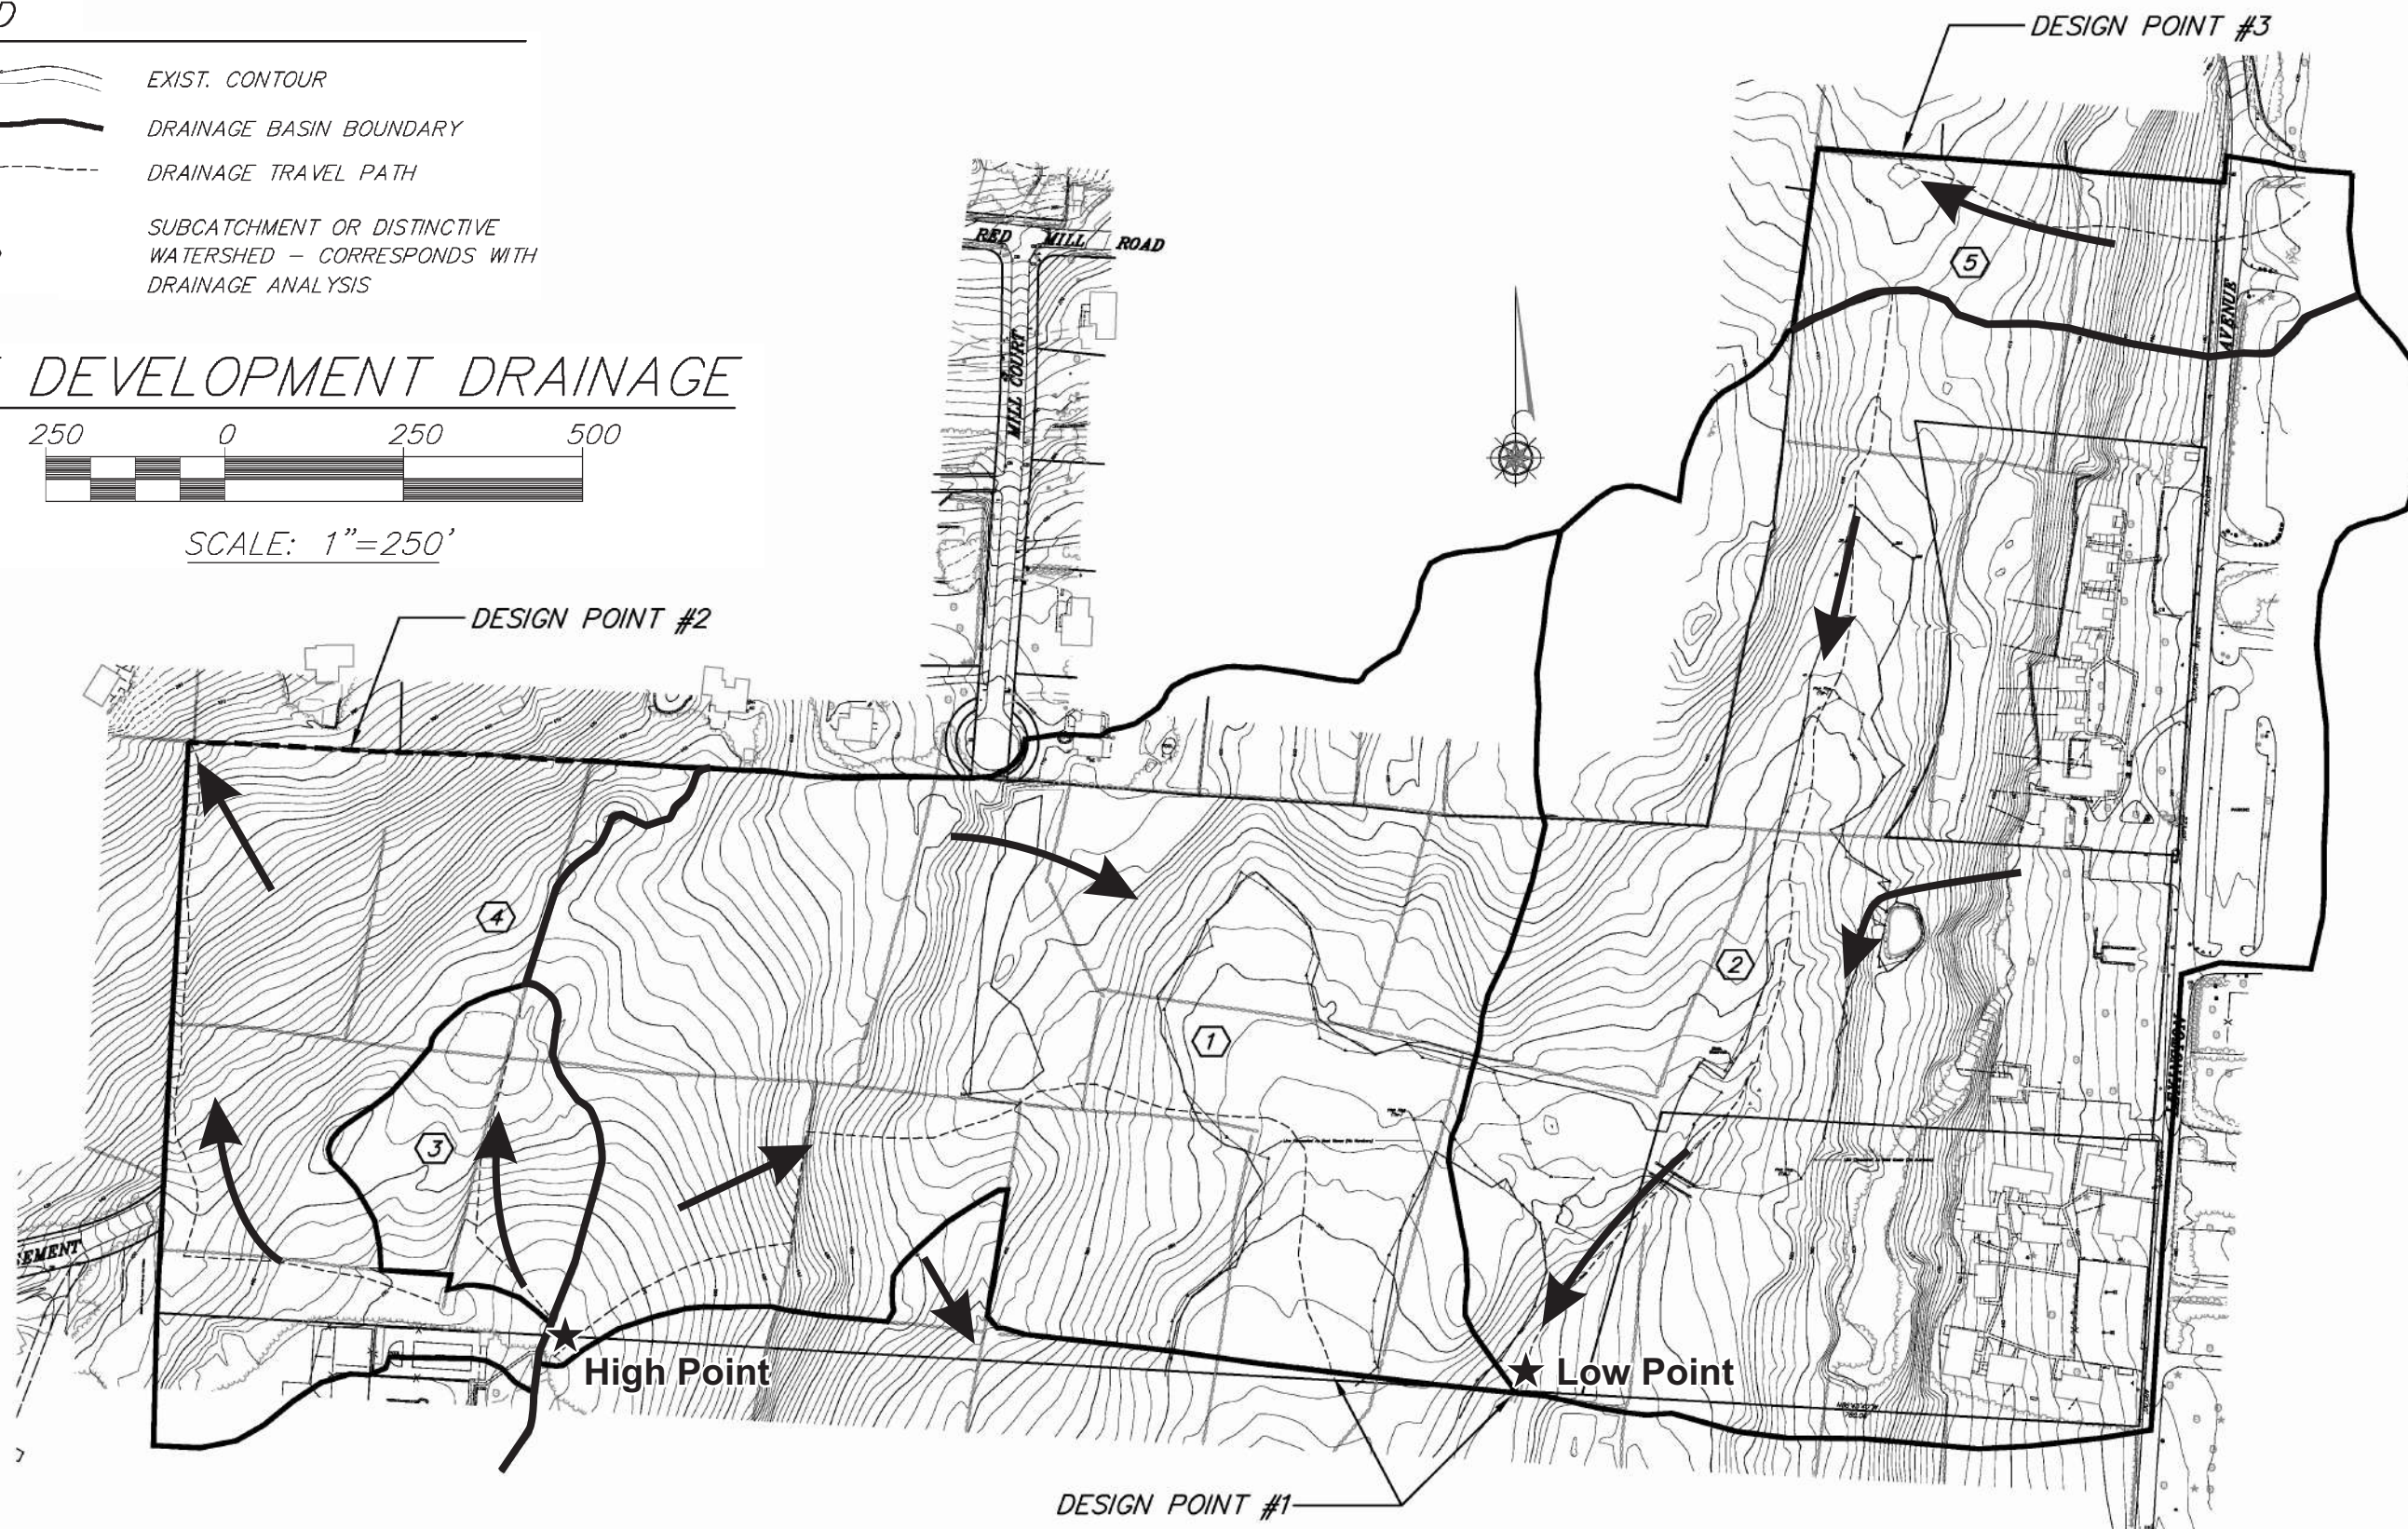 D
EXIST. CONTOUR
DRAINAGE BASIN BOUNDARY
DRAINAGE TRAVEL PATH
SUBCATCHMENT OR DISTINCTIVE
WATERSHED – CORRESPONDS WITH
DRAINAGE ANALYSIS
DEVELOPMENT DRAINAGE
250 0 250 500
SCALE: 1"=250'
DESIGN POINT #3
RED MILL ROAD
MILL COURT
AVENUE
5
DESIGN POINT #2
4
2
1
3
LEXINGTON
SEMENT
High Point
Low Point
DESIGN POINT #1